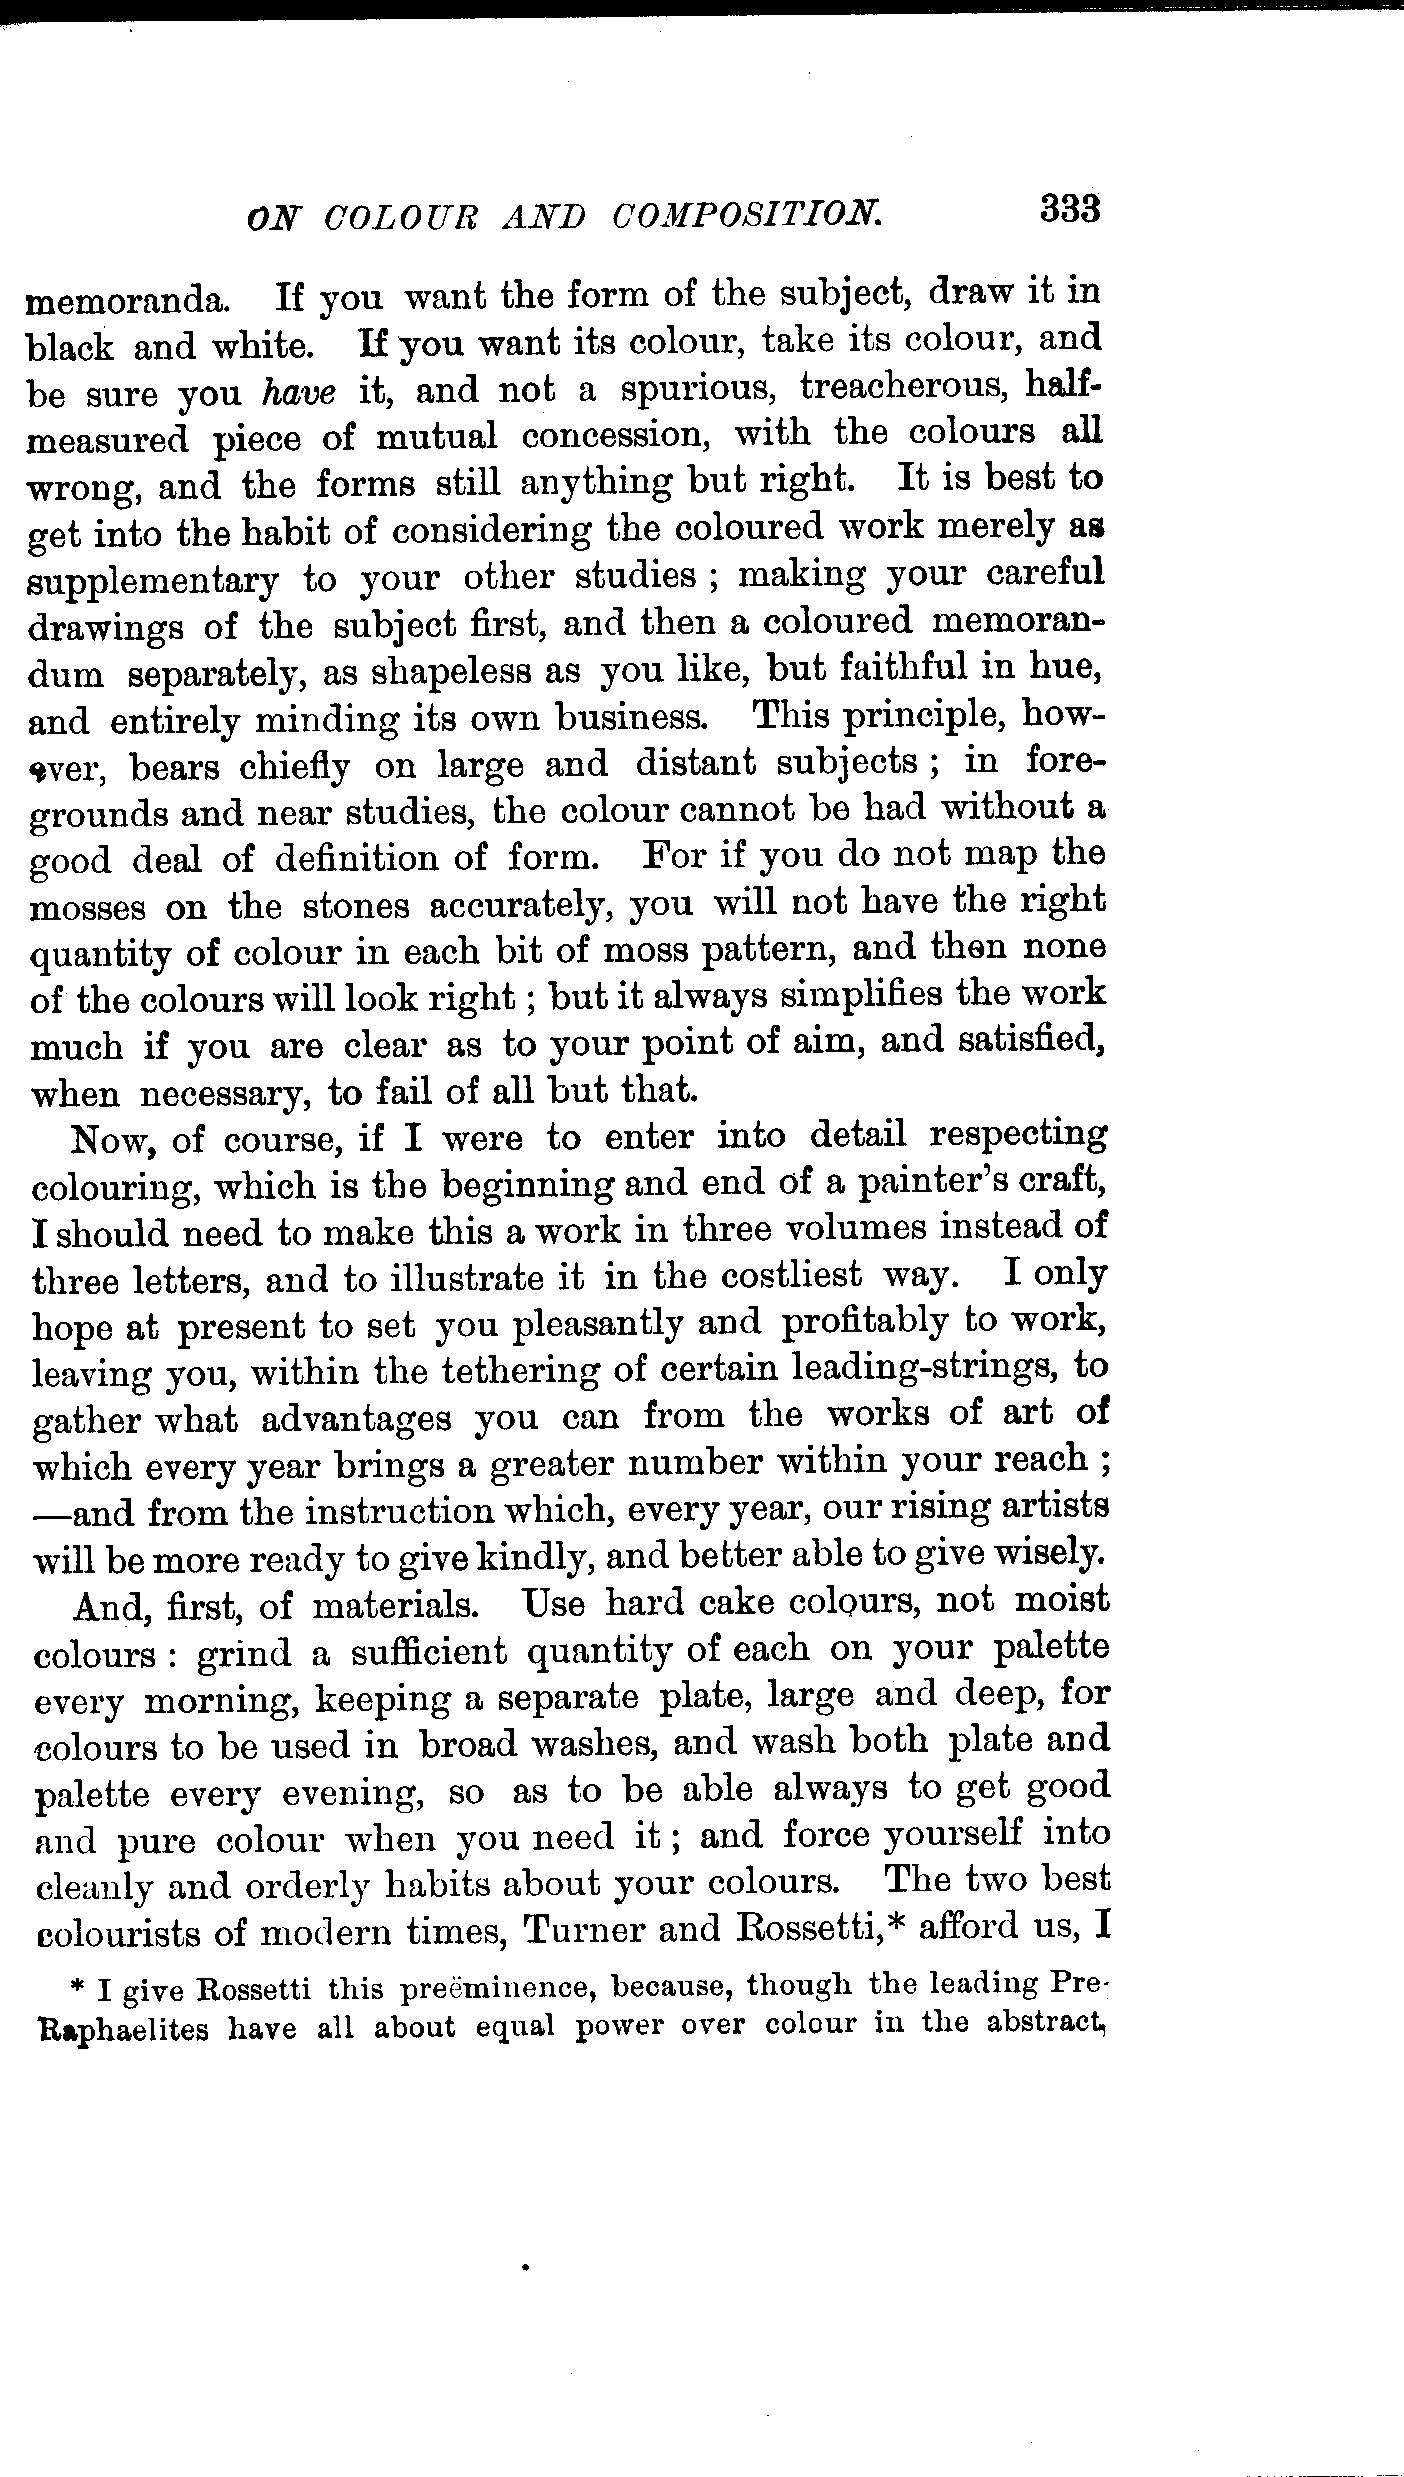 ON COLOUR AND COMPOSITION. 333
memoranda. If you want the form of the subject, draw it in
black and white. If you want its colour, take its colour, and
be sure you have it, and not a spurious, treacherous, half-
measured piece of mutual concession, with the colours all
wrong, and the forms still anything but right. It is best to
get into the habit of considering the coloured work merely as
supplementary to your other studies ; making your careful
drawings of the subject first, and then a coloured memoran-
dum separately, as shapeless as you like, but faithful in hue,
and entirely minding its own business. This principle, how-
ever, bears chiefly on large and distant subjects ; in fore-
grounds and near studies, the colour cannot be had without a
good deal of definition of form. For if you do not map the
mosses on the stones accurately, you will not have the right
quantity of colour in each bit of moss pattern, and then none
of the colours will look right ; but it always simplifies the work
much if you are clear as to your point of aim, and satisfied,
when necessary, to fail of all but that.
Now, of course, if I were to enter into detail respecting
colouring, which is the beginning and end of a painter's craft,
I should need to make this a work in three volumes instead of
three letters, and to illustrate it in the costliest way. I only
hope at present to set you pleasantly and profitably to work,
leaving you, within the tethering of certain leading-strings, to
gather what advantages you can from the works of art of
which every year brings a greater number within your reach ;
—and from the instruction which, every year, our rising artists
will be more ready to give kindly, and better able to give wisely.
And, first, of materials. Use hard cake colours, not moist
colours : grind a sufficient quantity of each on your palette
every morning, keeping a separate plate, large and deep, for
colours to be used in broad washes, and wash both plate and
palette every evening, so as to be able always to get good
and pure colour when you need it ; and force yourself into
cleanly and orderly habits about your colours. The two best
colourists of modern times, Turner and Rossetti,* afford us, I
* I give Rossetti this preëminence, because, though the leading Pre-
Raphaelites have all about equal power over colour in the abstract,